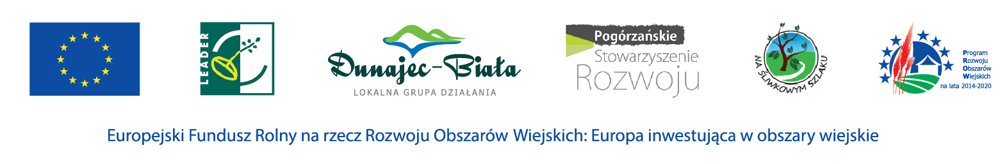 LEADER
Dunajec-Biała
LOKALNA GRUPA DZIAŁANIA
Pogórzańskie
Stowarzyszenie
Rozwoju
NA ŚLIWKOWYM SZLAKU
Program
Rozwoju
Obszarów
Wiejskich
na lata 2014-2020
Europejski Fundusz Rolny na rzecz Rozwoju Obszarów Wiejskich: Europa inwestująca w obszary wiejskie